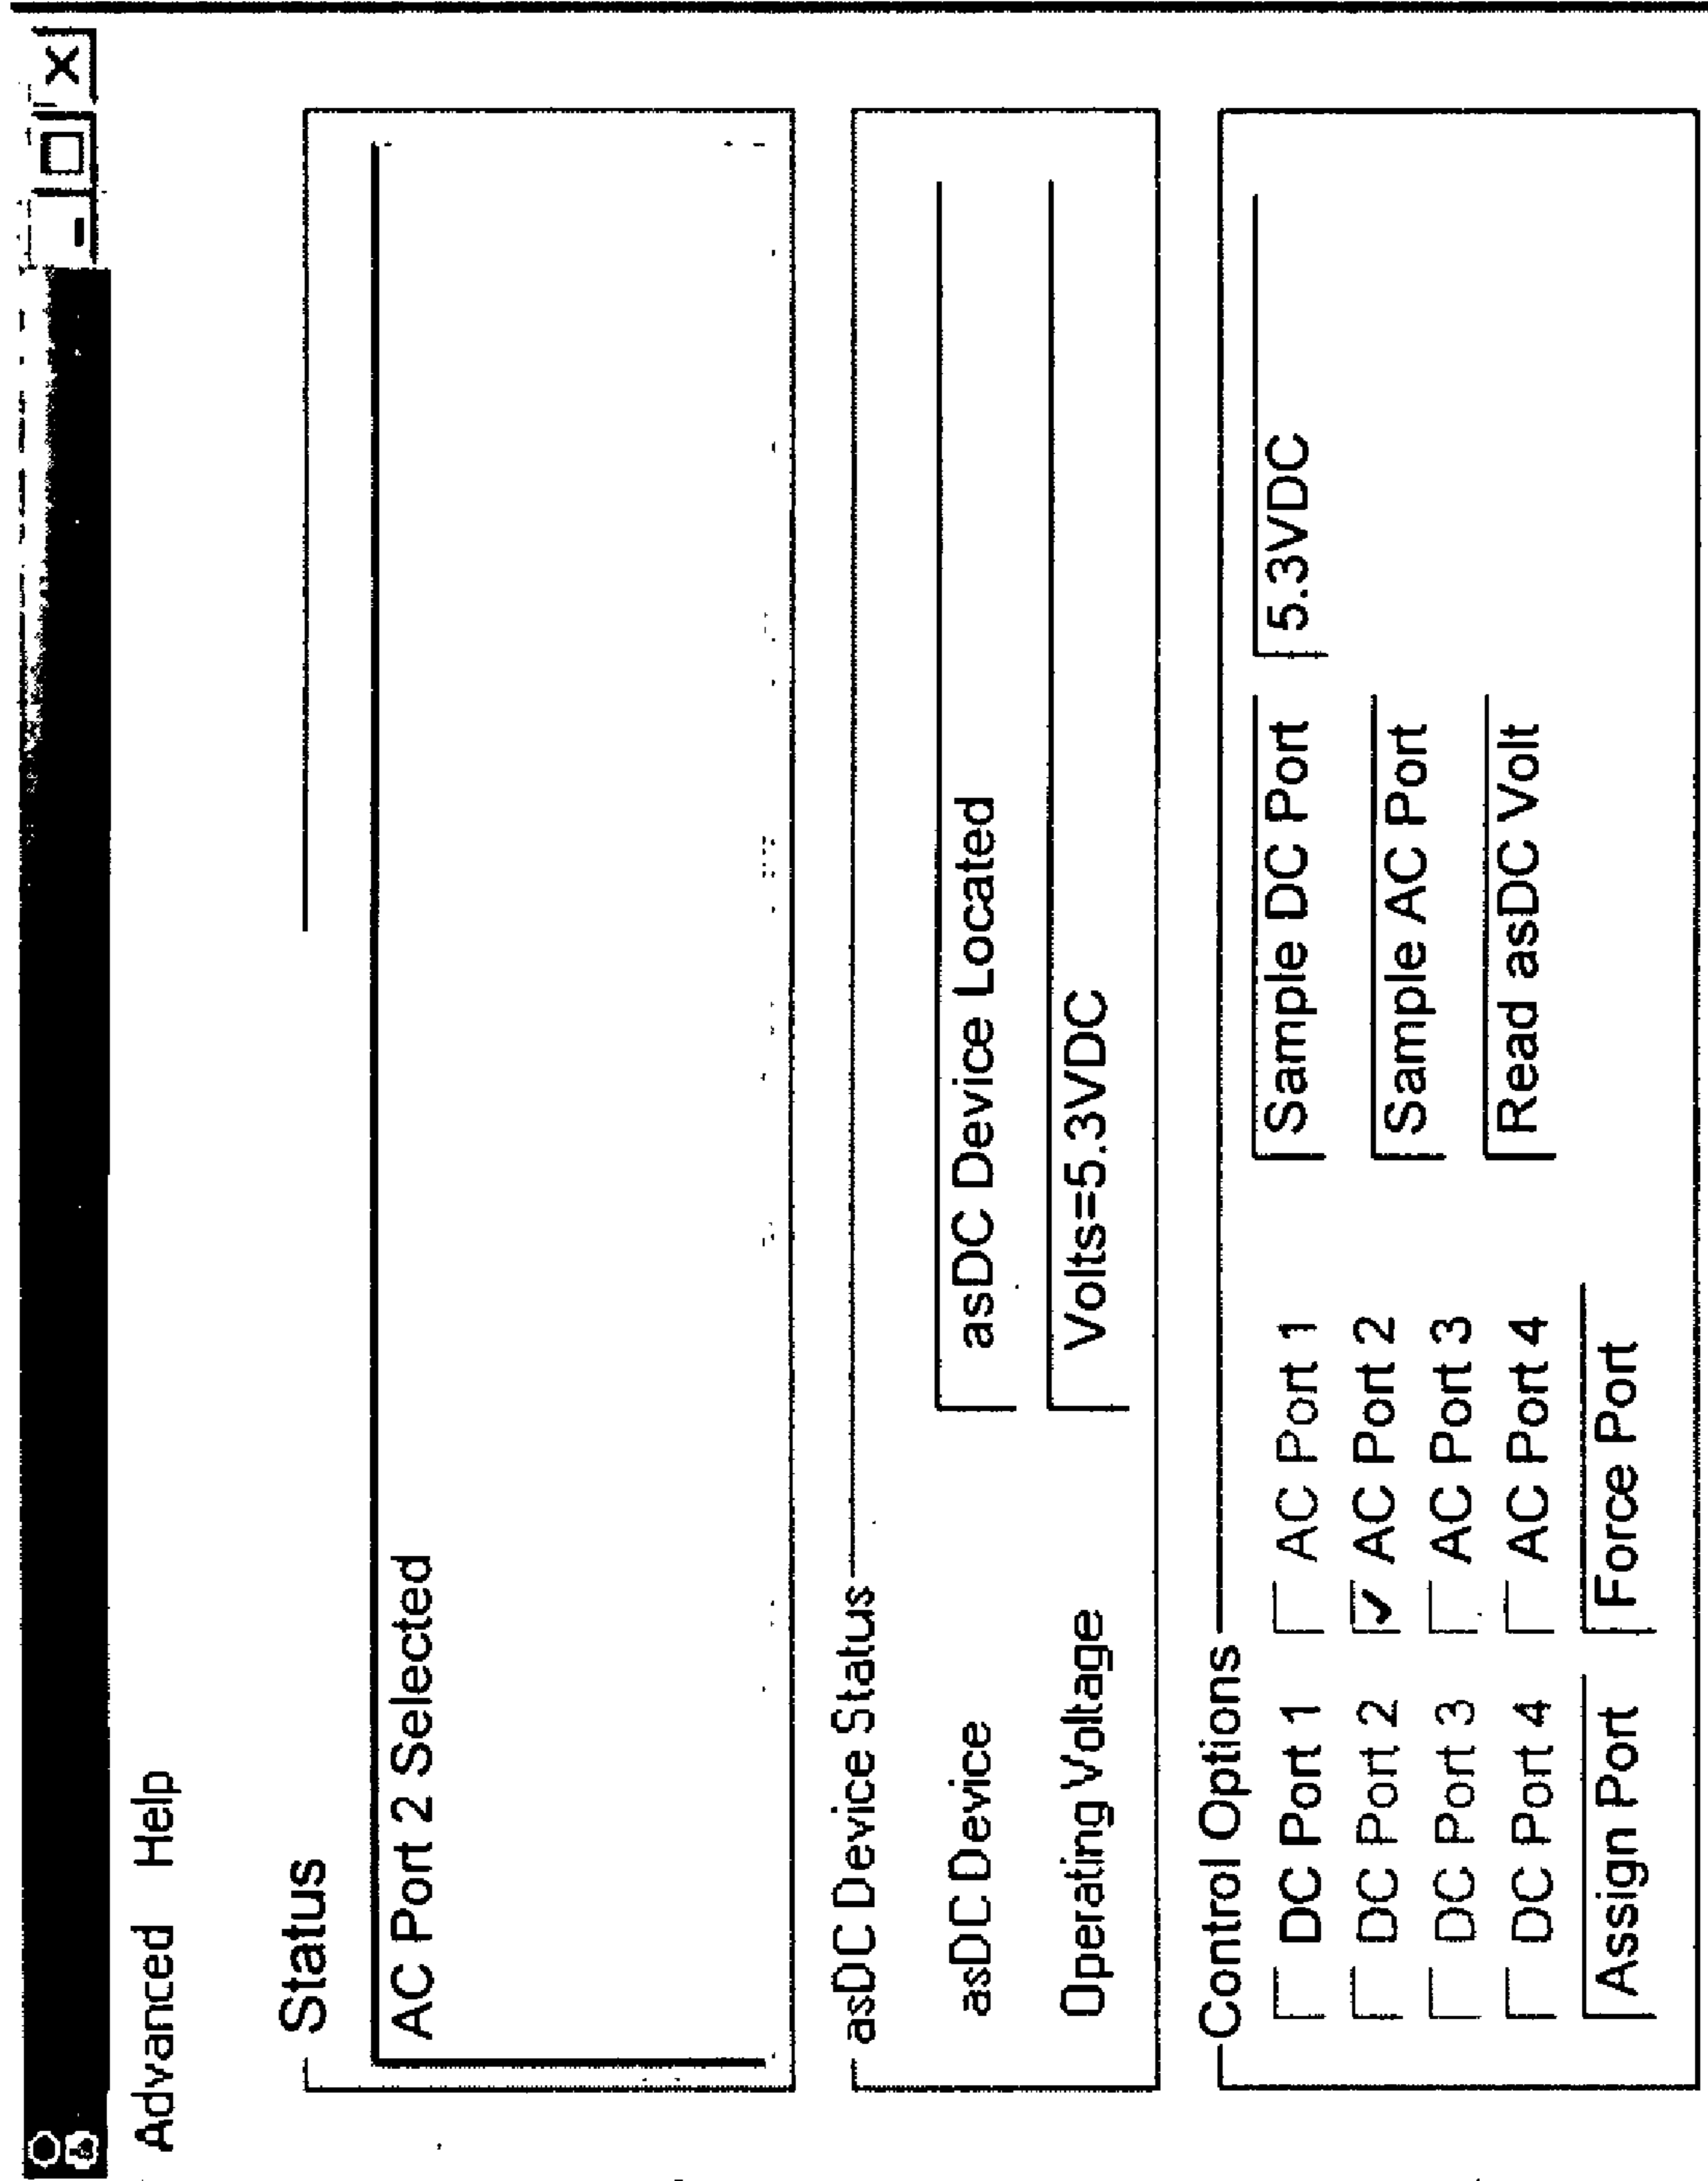 Advanced Help
Status
AC Port 2 Selected
asDC Device Status
asDC Device asDC Device Located
Operating Voltage Volts=5.3VDC
Control Options
DC Port 1 AC Port 1 Sample DC Port 5.3VDC
DC Port 2 AC Port 2 Sample AC Port
DC Port 3 AC Port 3 Read asDC Volt
DC Port 4 AC Port 4
Assign Port Force Port